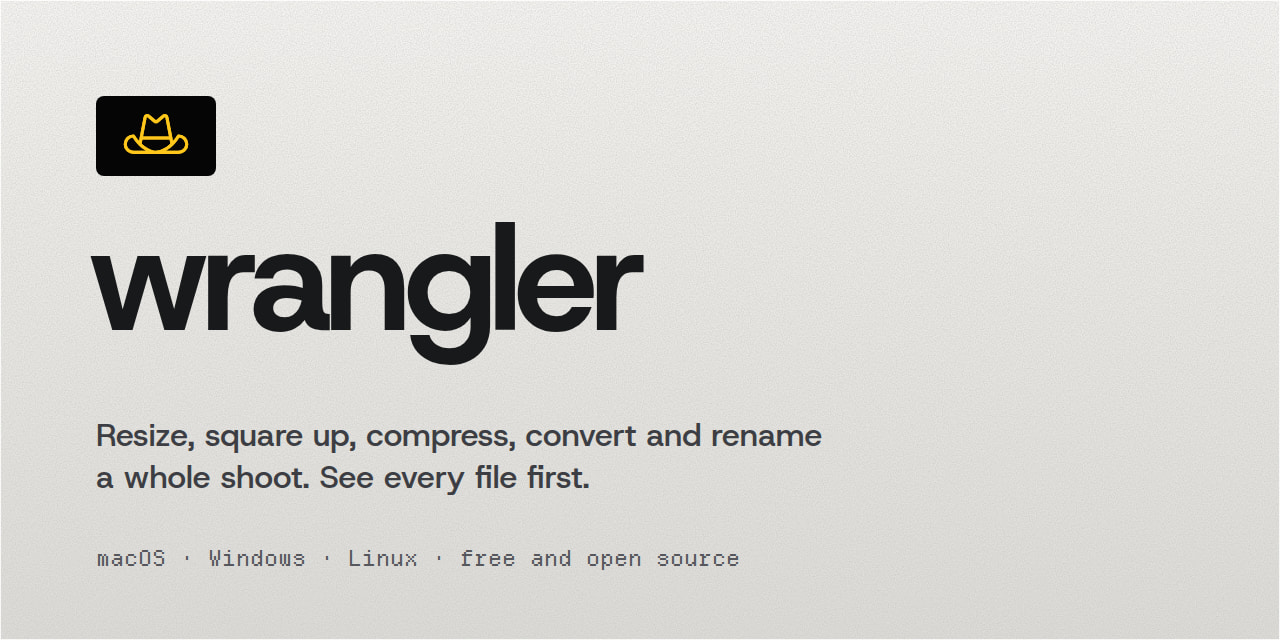 wrangler
Resize, square up, compress, convert and rename
a whole shoot. See every file first.
macOS · Windows · Linux · free and open source